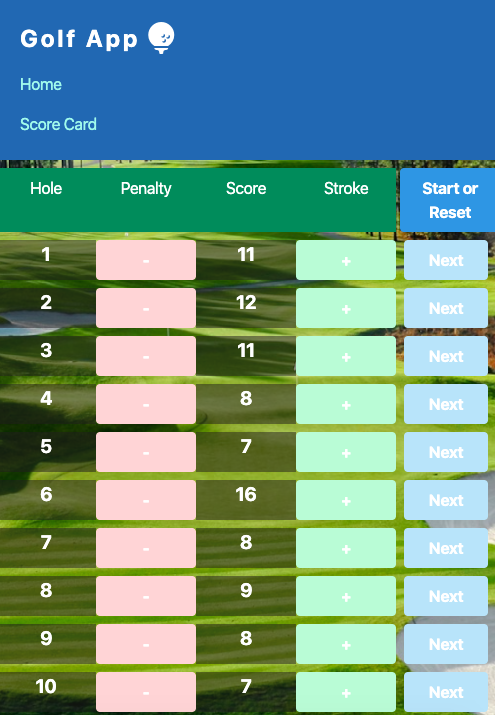 Golf App
Home
Score Card
Hole Penalty Score Stroke Start or
Reset
1 - 11 + Next
2 - 12 + Next
3 - 11 + Next
4 - 8 + Next
5 - 7 + Next
6 - 16 + Next
7 - 8 + Next
8 - 9 + Next
9 - 8 + Next
10 - 7 + Next